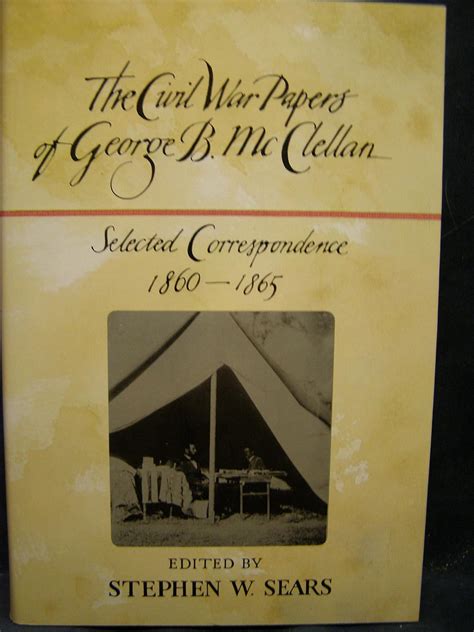 The Civil War Papers
of George B. McClellan
Selected Correspondence
1860—1865
EDITED BY
STEPHEN W. SEARS